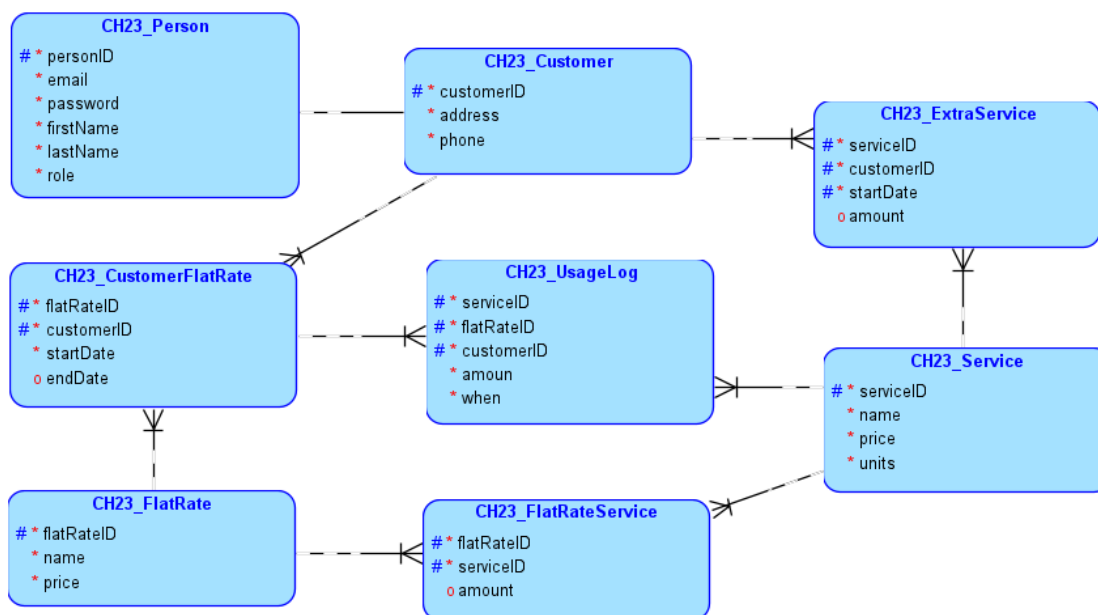 CH23_Person
# * personID
* email
* password
* firstName
* lastName
* role
CH23_Customer
# * customerID
* address
* phone
CH23_ExtraService
# * serviceID
# * customerID
# * startDate
o amount
CH23_CustomerFlatRate
# * flatRateID
# * customerID
* startDate
o endDate
CH23_UsageLog
# * serviceID
# * flatRateID
# * customerID
* amoun
* when
CH23_Service
# * serviceID
* name
* price
* units
CH23_FlatRate
# * flatRateID
* name
* price
CH23_FlatRateService
# * flatRateID
# * serviceID
o amount